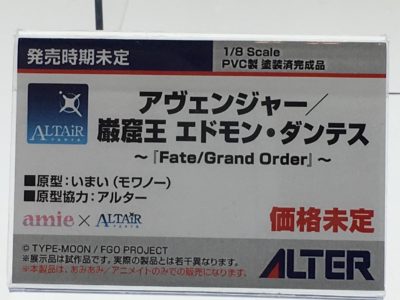 発売時期未定
1/8 Scale
PVC製 塗装済完成品
ALTAiR
アヴェンジャー／
巌窟王 エドモン・ダンテス
～『Fate/Grand Order』～
■原型：いまい（モワノー）
■原型協力：アルター
amie × ALTAiR
価格未定
© TYPE-MOON / FGO PROJECT
※展示品は試作品です。実際の製品とは若干異なります。
※本製品は、あみあみ／アニメイトのみでの販売になります。
ALTER